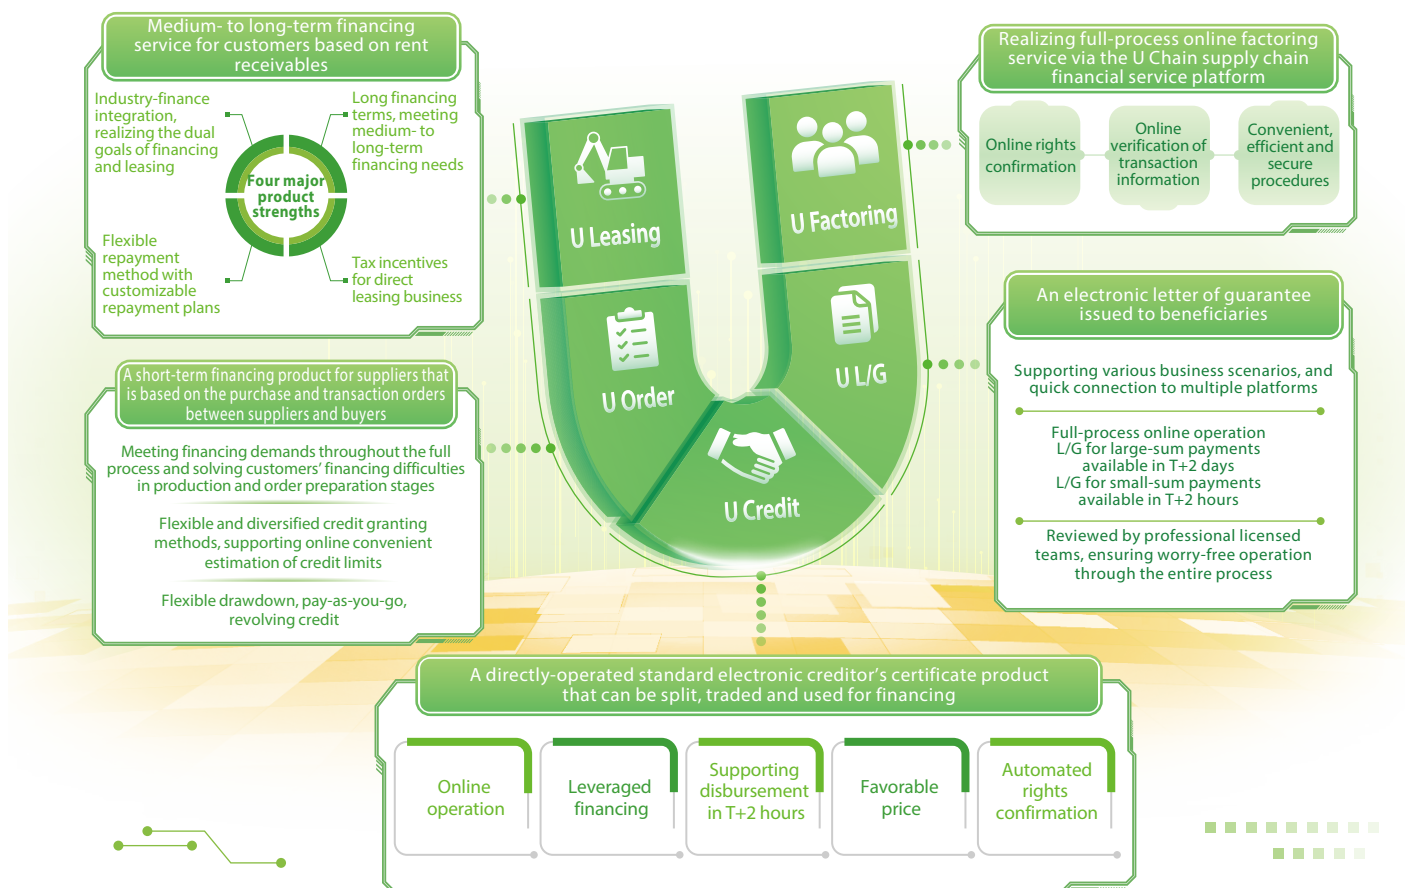 Medium- to long-term financing
service for customers based on rent
receivables
Industry-finance
integration,
realizing the dual
goals of financing
and leasing
Long financing
terms, meeting
medium- to
long-term
financing needs
Four major
product
strengths
Flexible
repayment
method with
customizable
repayment plans
Tax incentives
for direct
leasing business
A short-term financing product for suppliers that
is based on the purchase and transaction orders
between suppliers and buyers
Meeting financing demands throughout the full
process and solving customers’ financing difficulties
in production and order preparation stages
Flexible and diversified credit granting
methods, supporting online convenient
estimation of credit limits
Flexible drawdown, pay-as-you-go,
revolving credit
U Leasing
U Factoring
U Order
U L/G
U Credit
Realizing full-process online factoring
service via the U Chain supply chain
financial service platform
Online rights
confirmation
Online
verification of
transaction
information
Convenient,
efficient and
secure
procedures
An electronic letter of guarantee
issued to beneficiaries
Supporting various business scenarios, and
quick connection to multiple platforms
Full-process online operation
L/G for large-sum payments
available in T+2 days
L/G for small-sum payments
available in T+2 hours
Reviewed by professional licensed
teams, ensuring worry-free operation
through the entire process
A directly-operated standard electronic creditor’s certificate product
that can be split, traded and used for financing
Online
operation
Leveraged
financing
Supporting
disbursement
in T+2 hours
Favorable
price
Automated
rights
confirmation